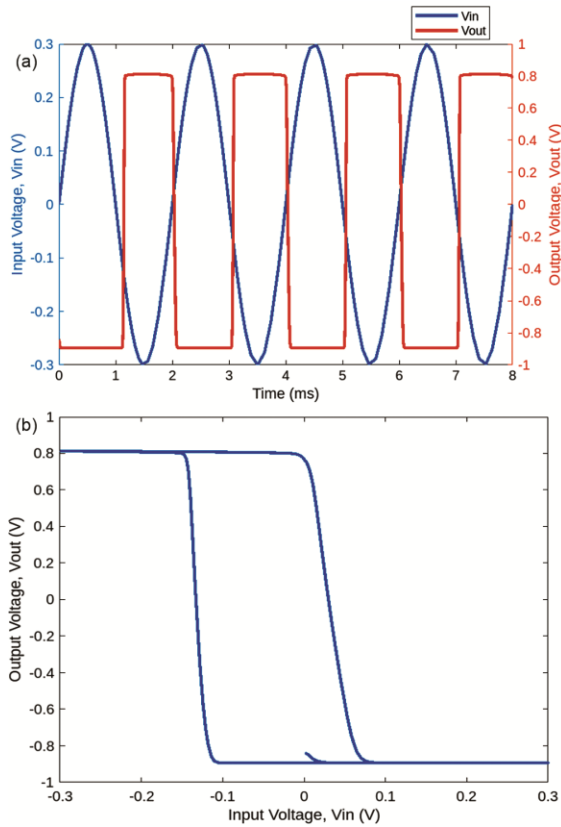 Vin
Vout
(a)
0.3
0.2
0.1
0
-0.1
-0.2
-0.3
Input Voltage, Vin (V)
1
0.8
0.6
0.4
0.2
0
-0.2
-0.4
-0.6
-0.8
-1
Output Voltage, Vout (V)
0 1 2 3 4 5 6 7 8
Time (ms)
(b)
1
0.8
0.6
0.4
0.2
0
-0.2
-0.4
-0.6
-0.8
-1
Output Voltage, Vout (V)
-0.3 -0.2 -0.1 0 0.1 0.2 0.3
Input Voltage, Vin (V)